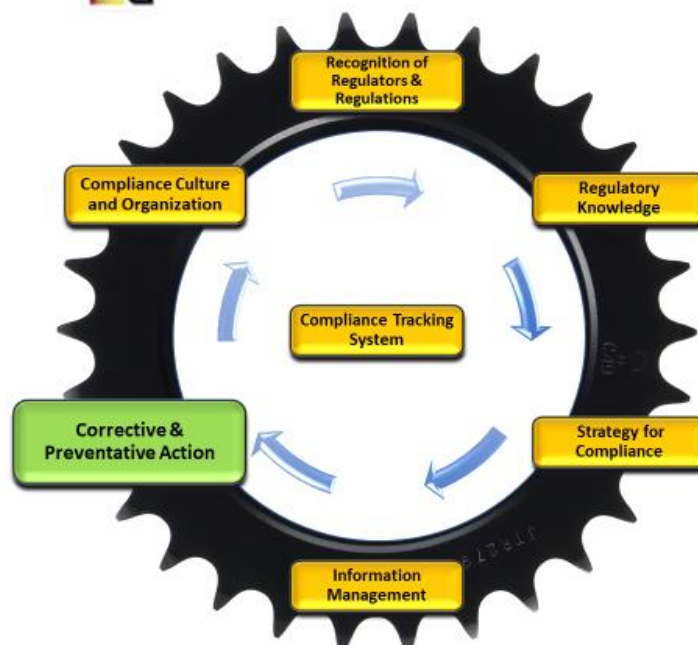 Recognition of
Regulators &
Regulations
Regulatory
Knowledge
Strategy for
Compliance
Information
Management
Corrective &
Preventative Action
Compliance Culture
and Organization
Compliance Tracking
System